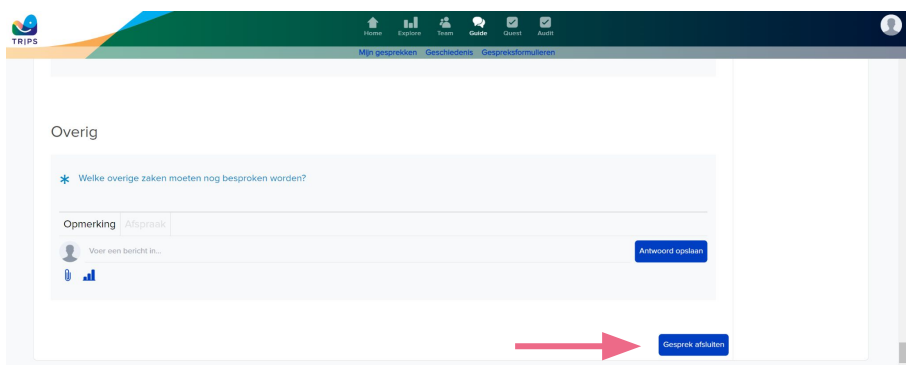 TRIPS
Home Explore Team Guide Quest Audit
Mijn gesprekken Geschiedenis Gespreksformulieren
Overig
* Welke overige zaken moeten nog besproken worden?
Opmerking Afspraak
Voer een bericht in... Antwoord opslaan
Gesprek afsluiten